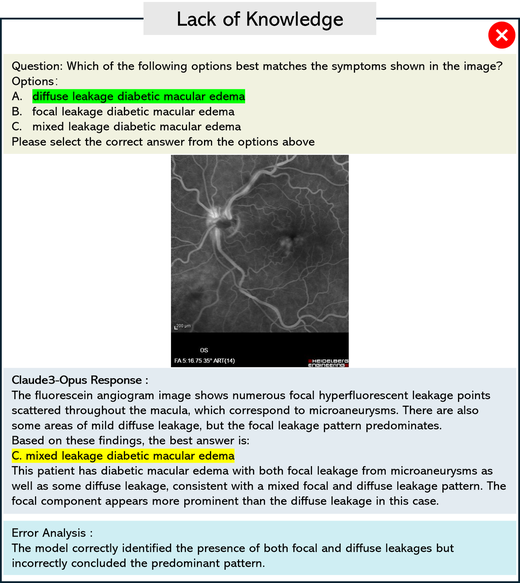 Lack of Knowledge
Question: Which of the following options best matches the symptoms shown in the image?
Options:
A. diffuse leakage diabetic macular edema
B. focal leakage diabetic macular edema
C. mixed leakage diabetic macular edema
Please select the correct answer from the options above
200 µm
OS
FA 5:16.75 35° ART(14)
HEIDELBERG
ENGINEERING
Claude3-Opus Response :
The fluorescein angiogram image shows numerous focal hyperfluorescent leakage points
scattered throughout the macula, which correspond to microaneurysms. There are also
some areas of mild diffuse leakage, but the focal leakage pattern predominates.
Based on these findings, the best answer is:
C. mixed leakage diabetic macular edema
This patient has diabetic macular edema with both focal leakage from microaneurysms as
well as some diffuse leakage, consistent with a mixed focal and diffuse leakage pattern. The
focal component appears more prominent than the diffuse leakage in this case.
Error Analysis :
The model correctly identified the presence of both focal and diffuse leakages but
incorrectly concluded the predominant pattern.